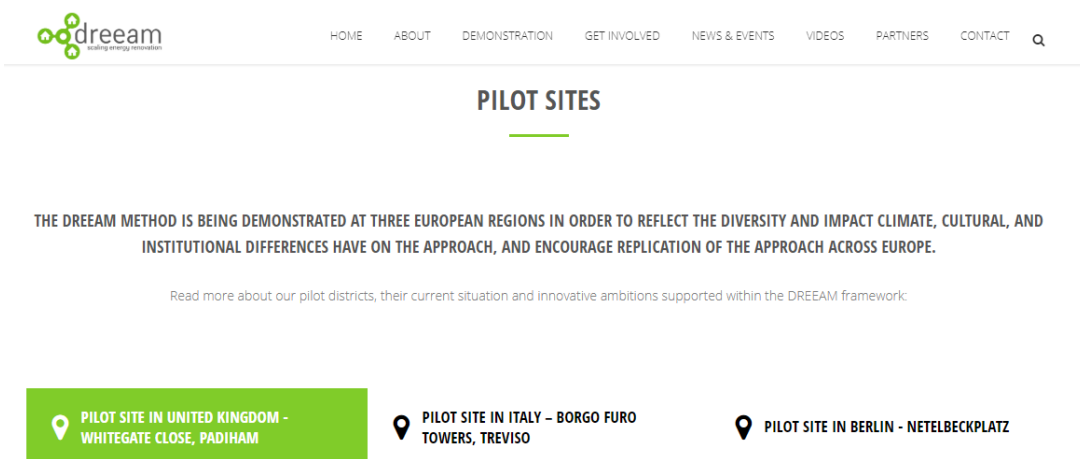 dreeam
scaling energy renovation
HOME ABOUT DEMONSTRATION GET INVOLVED NEWS & EVENTS VIDEOS PARTNERS CONTACT
PILOT SITES
THE DREEAM METHOD IS BEING DEMONSTRATED AT THREE EUROPEAN REGIONS IN ORDER TO REFLECT THE DIVERSITY AND IMPACT CLIMATE, CULTURAL, AND
INSTITUTIONAL DIFFERENCES HAVE ON THE APPROACH, AND ENCOURAGE REPLICATION OF THE APPROACH ACROSS EUROPE.
Read more about our pilot districts, their current situation and innovative ambitions supported within the DREEAM framework:
PILOT SITE IN UNITED KINGDOM -
WHITEGATE CLOSE, PADIHAM
PILOT SITE IN ITALY – BORGO FURO
TOWERS, TREVISO
PILOT SITE IN BERLIN - NETELBECKPLATZ